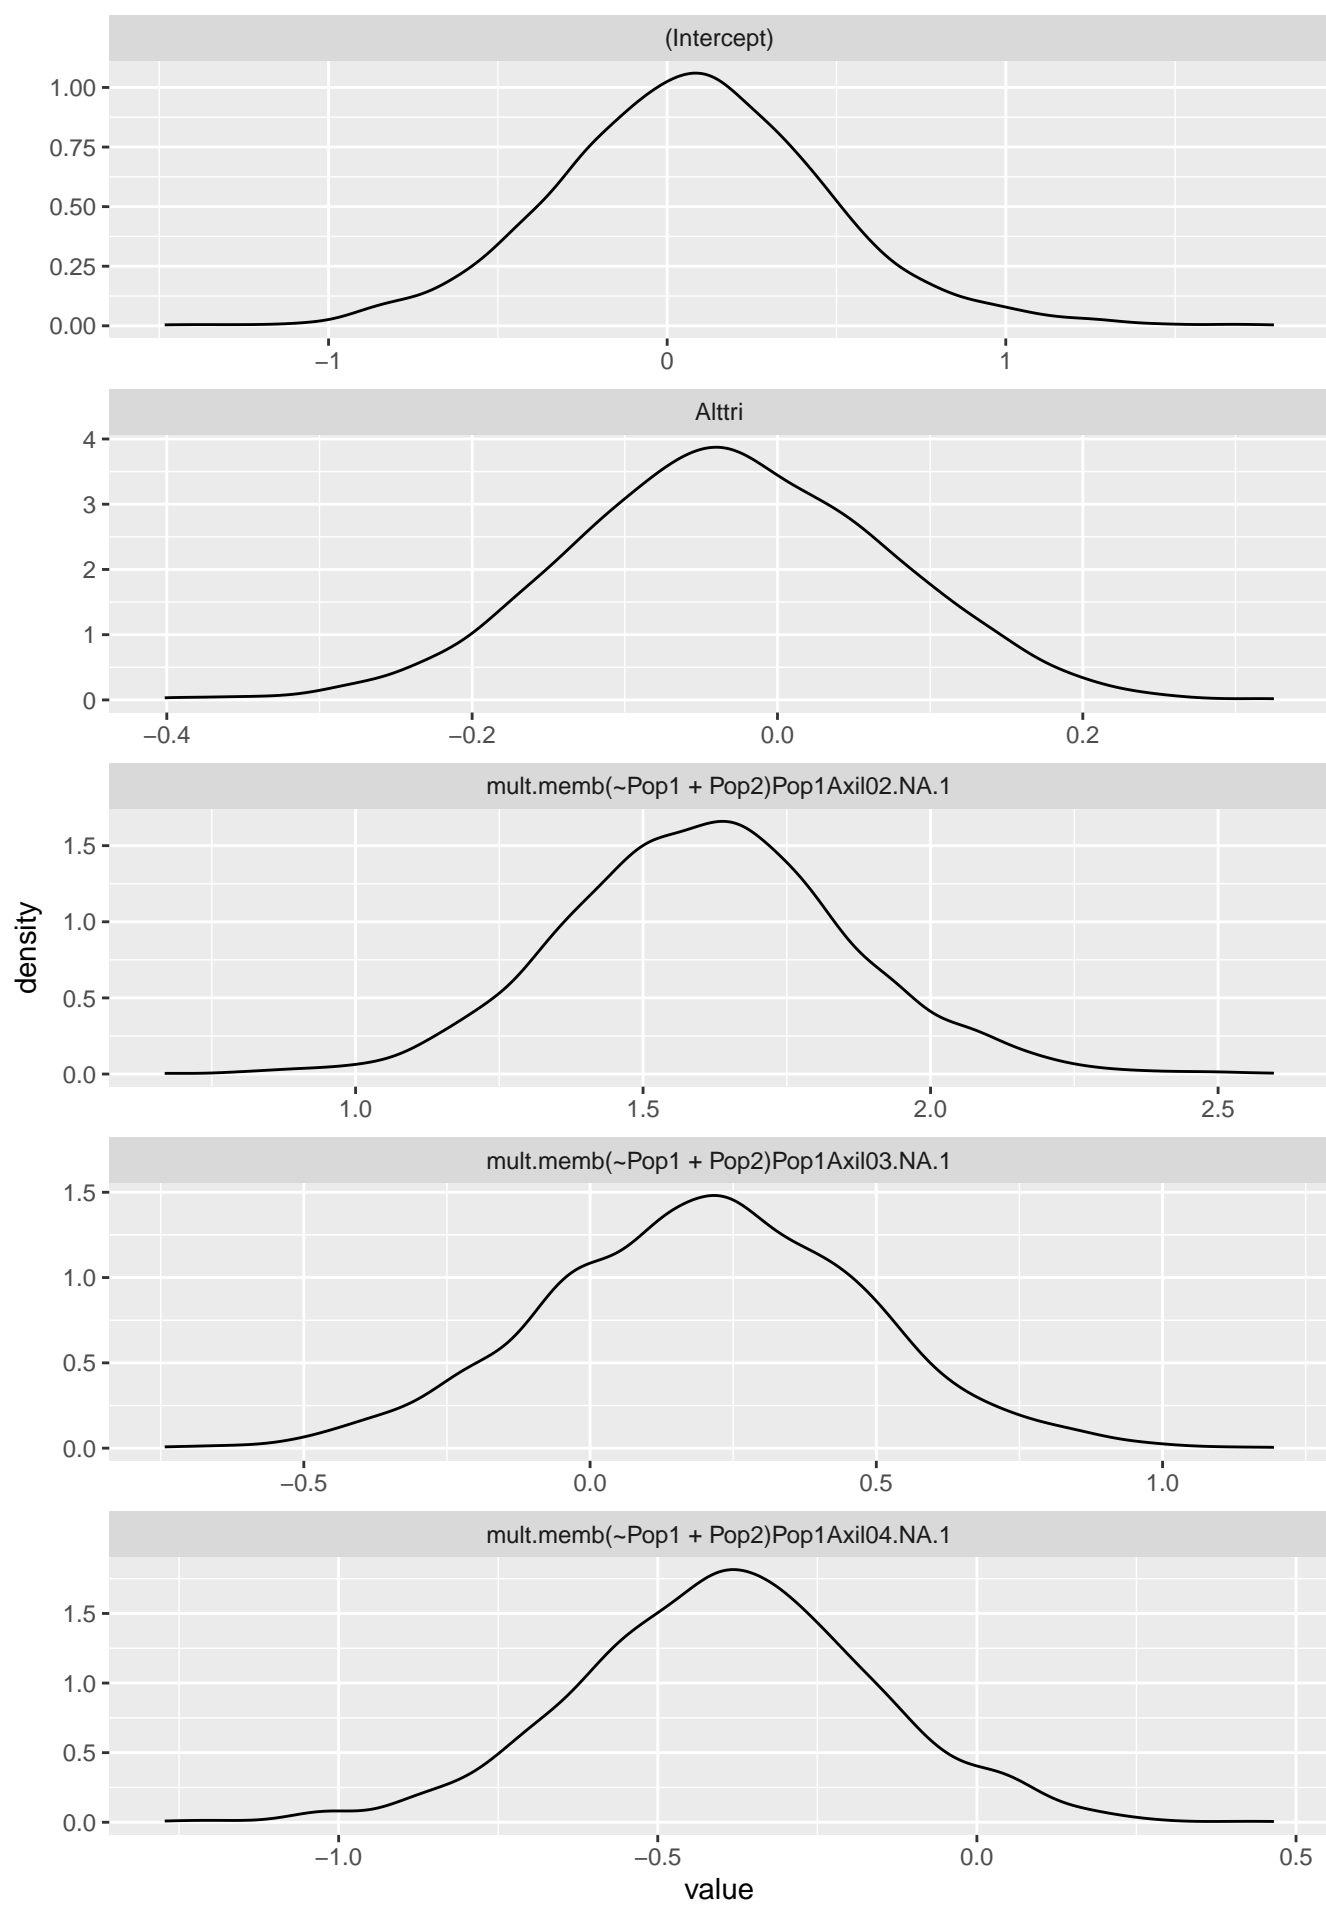 (Intercept)
1.00
0.75
0.50
0.25
0.00
−1 0 1
Alttri
4
3
2
1
0
−0.4 −0.2 0.0 0.2
mult.memb(~Pop1 + Pop2)Pop1Axil02.NA.1
1.5
1.0
0.5
0.0
1.0 1.5 2.0 2.5
density
mult.memb(~Pop1 + Pop2)Pop1Axil03.NA.1
1.5
1.0
0.5
0.0
−0.5 0.0 0.5 1.0
mult.memb(~Pop1 + Pop2)Pop1Axil04.NA.1
1.5
1.0
0.5
0.0
−1.0 −0.5 0.0 0.5
value